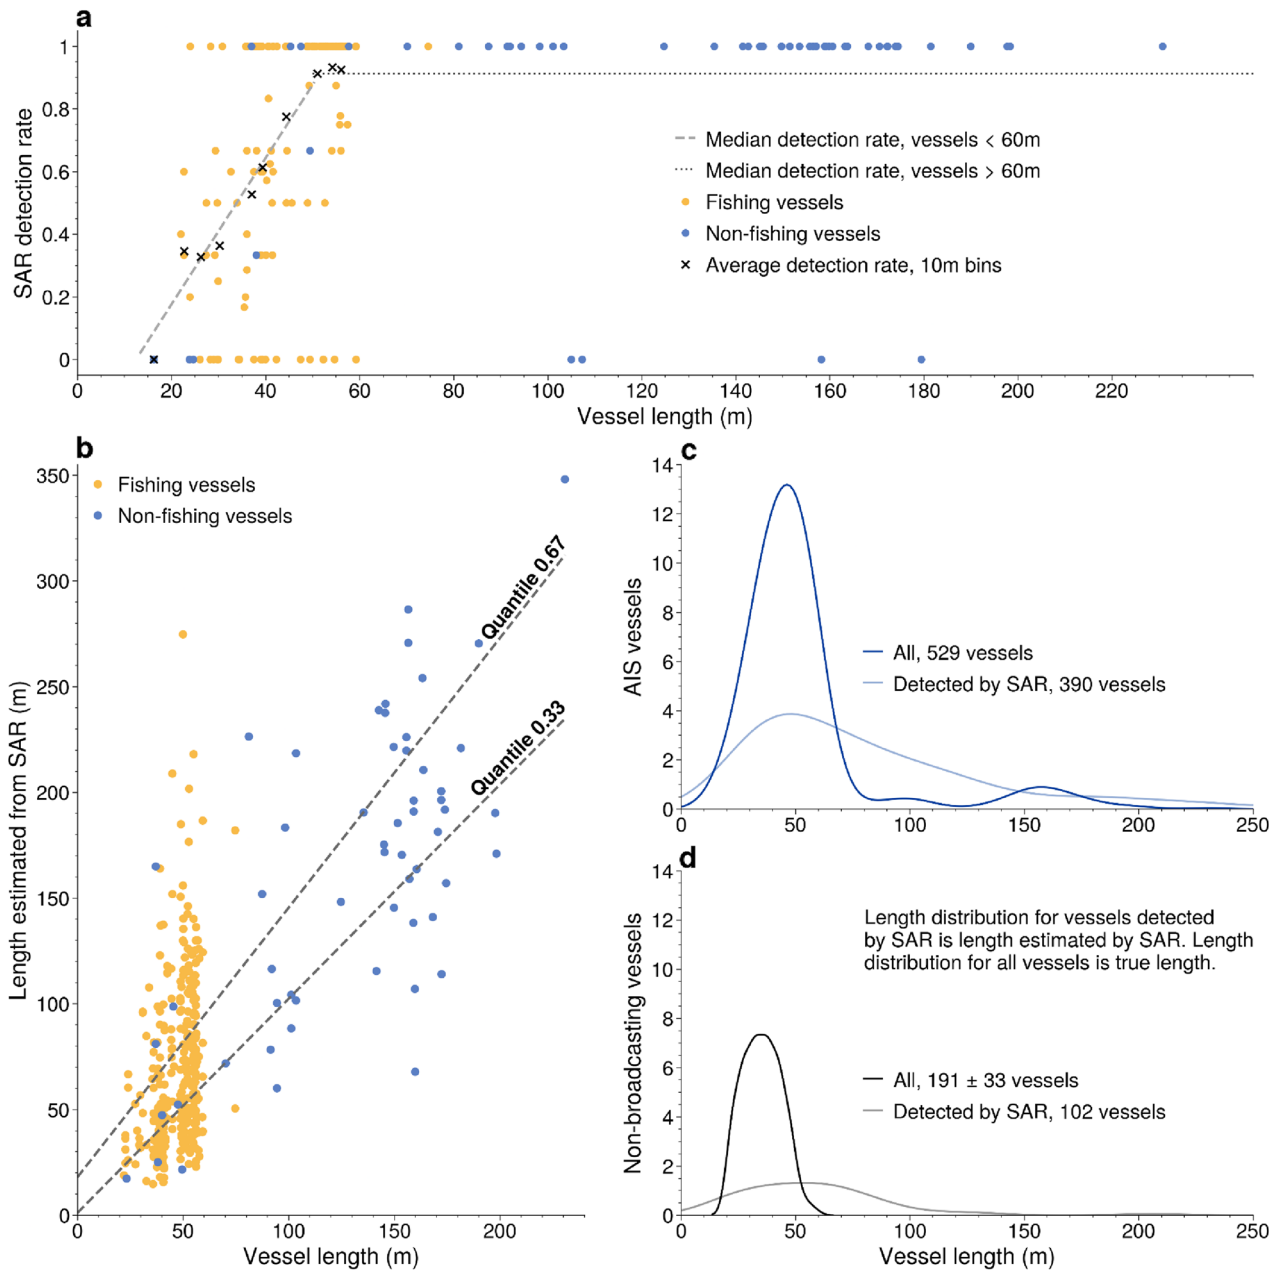 a
1
0.8
0.6
0.4
0.2
0
SAR detection rate
Median detection rate, vessels < 60m
Median detection rate, vessels > 60m
Fishing vessels
Non-fishing vessels
Average detection rate, 10m bins
0 20 40 60 80 100 120 140 160 180 200 220
Vessel length (m)
b
350
300
250
200
150
100
50
0
Length estimated from SAR (m)
Fishing vessels
Non-fishing vessels
Quantile 0.67
Quantile 0.33
0 50 100 150 200
Vessel length (m)
c
14
12
10
8
6
4
2
0
AIS vessels
All, 529 vessels
Detected by SAR, 390 vessels
0 50 100 150 200 250
d
14
12
10
8
6
4
2
0
Non-broadcasting vessels
Length distribution for vessels detected
by SAR is length estimated by SAR. Length
distribution for all vessels is true length.
All, 191 ± 33 vessels
Detected by SAR, 102 vessels
0 50 100 150 200 250
Vessel length (m)